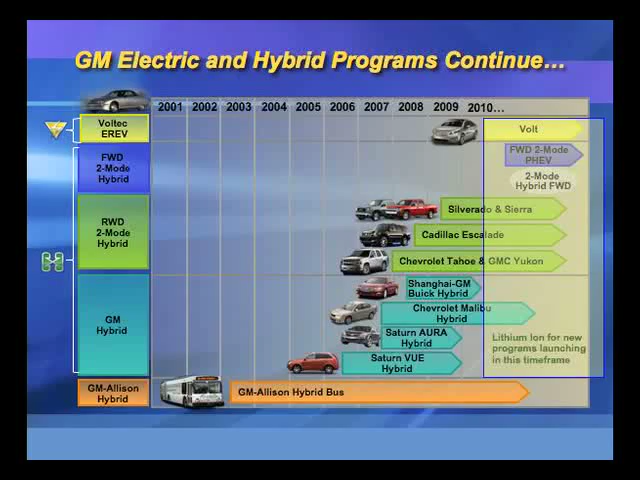 GM Electric and Hybrid Programs Continue...
2001 2002 2003 2004 2005 2006 2007 2008 2009 2010...
Voltec
EREV
Volt
FWD
2-Mode
Hybrid
FWD 2-Mode
PHEV
2-Mode
Hybrid FWD
RWD
2-Mode
Hybrid
Silverado & Sierra
Cadillac Escalade
Chevrolet Tahoe & GMC Yukon
GM
Hybrid
Shanghai-GM
Buick Hybrid
Chevrolet Malibu
Hybrid
Saturn AURA
Hybrid
Saturn VUE
Hybrid
Lithium Ion for new
programs launching
in this timeframe
GM-Allison
Hybrid
GM-Allison Hybrid Bus